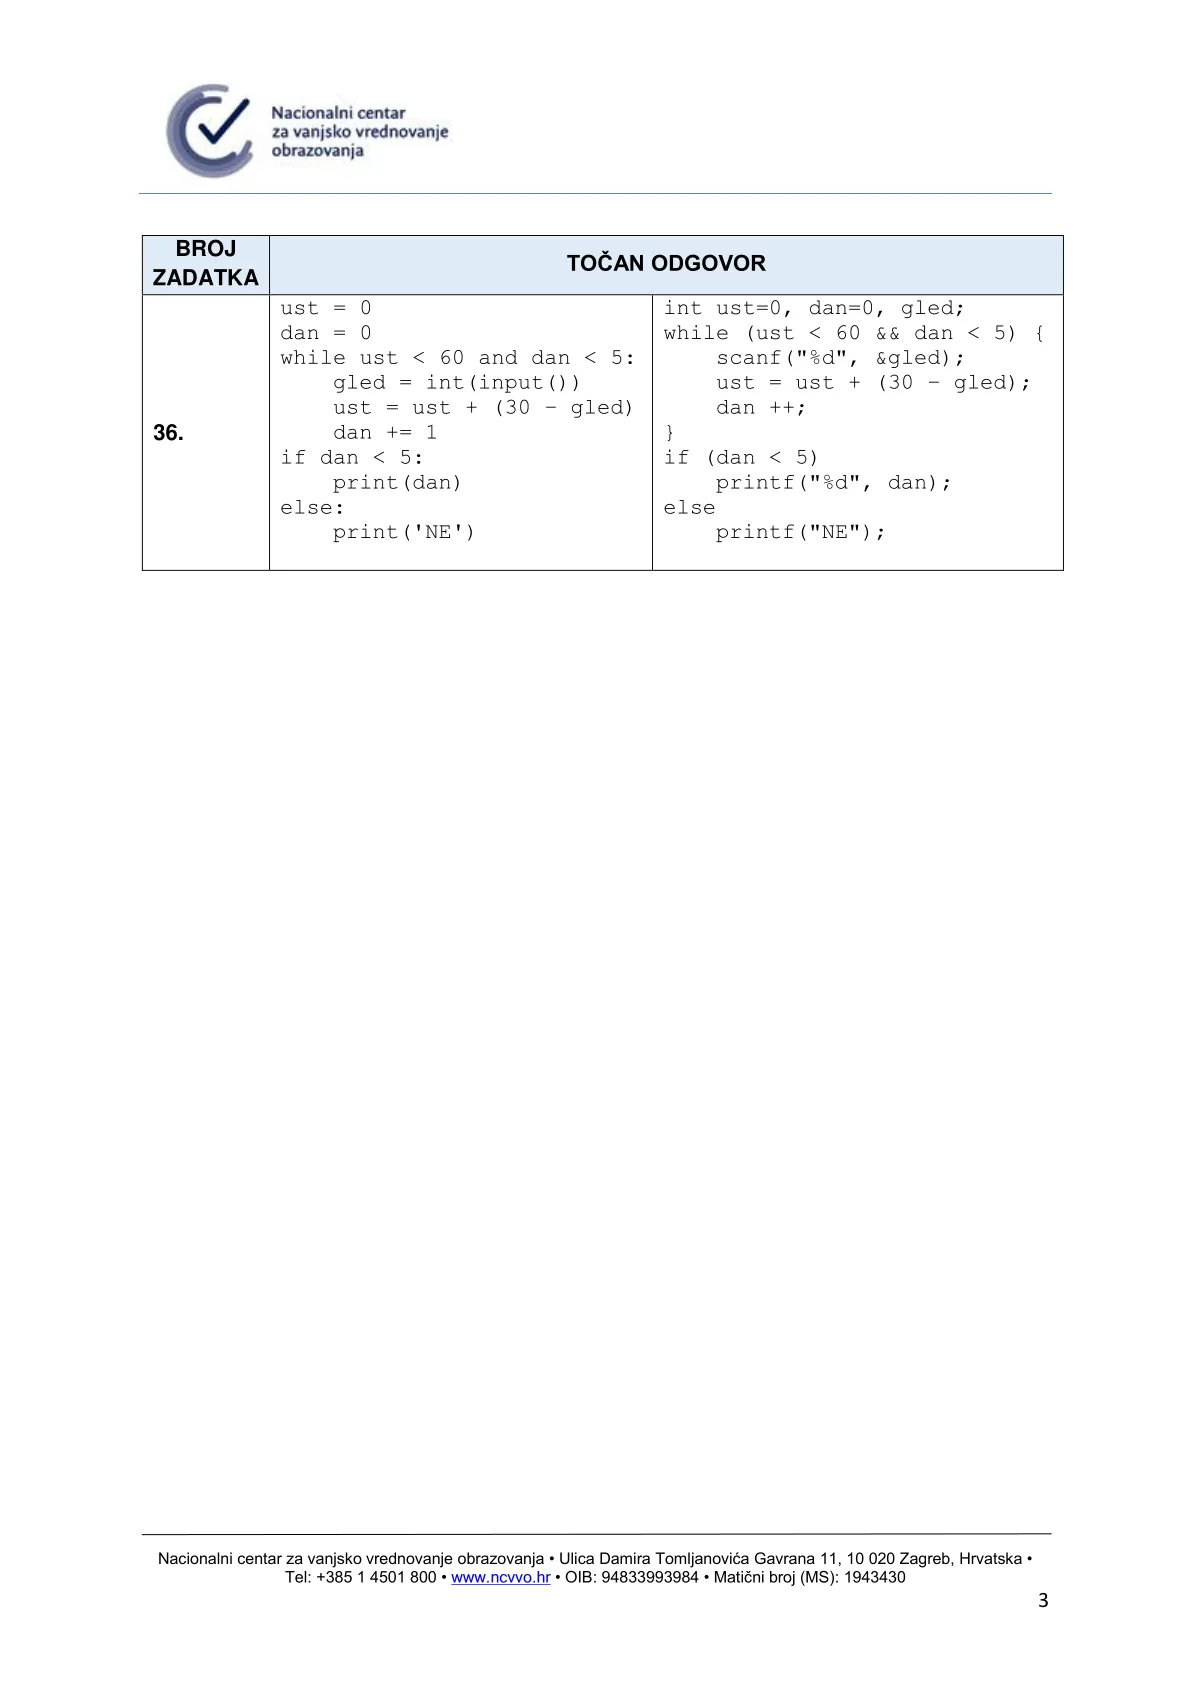 Nacionalni centar
za vanjsko vrednovanje
obrazovanja
BROJ
ZADATKA
TOČAN ODGOVOR
36.
ust = 0
dan = 0
while ust < 60 and dan < 5:
    gled = int(input())
    ust = ust + (30 – gled)
    dan += 1
if dan < 5:
    print(dan)
else:
    print('NE')
int ust=0, dan=0, gled;
while (ust < 60 && dan < 5) {
    scanf("%d", &gled);
    ust = ust + (30 – gled);
    dan ++;
}
if (dan < 5)
    printf("%d", dan);
else
    printf("NE");
Nacionalni centar za vanjsko vrednovanje obrazovanja • Ulica Damira Tomljanovića Gavrana 11, 10 020 Zagreb, Hrvatska •
Tel: +385 1 4501 800 • www.ncvvo.hr • OIB: 94833993984 • Matični broj (MS): 1943430
3